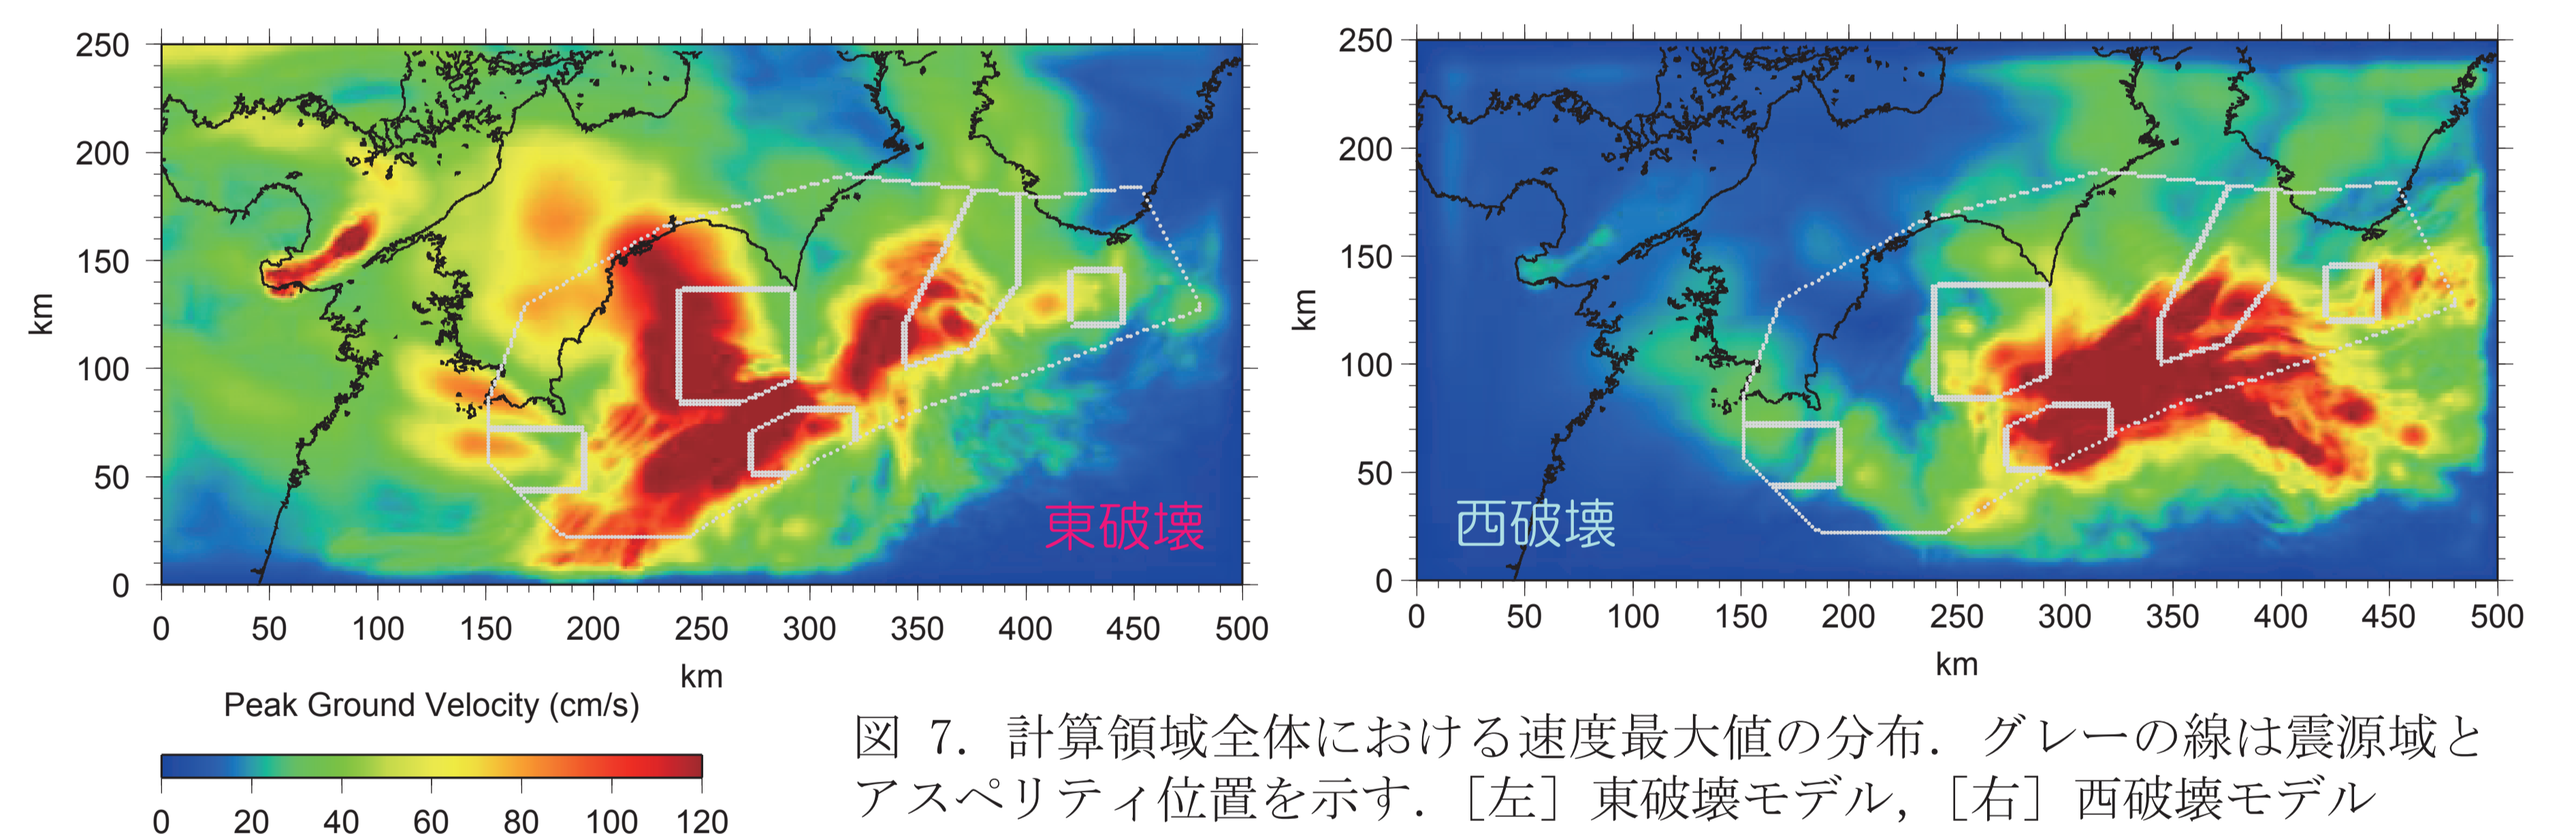 250
200
150
100
50
0
km
0 50 100 150 200 250 300 350 400 450 500
km
東破壊
250
200
150
100
50
0
km
0 50 100 150 200 250 300 350 400 450 500
km
西破壊
Peak Ground Velocity (cm/s)
0 20 40 60 80 100 120
図 7. 計算領域全体における速度最大値の分布. グレーの線は震源域と
アスペリティ位置を示す. [左] 東破壊モデル, [右] 西破壊モデル